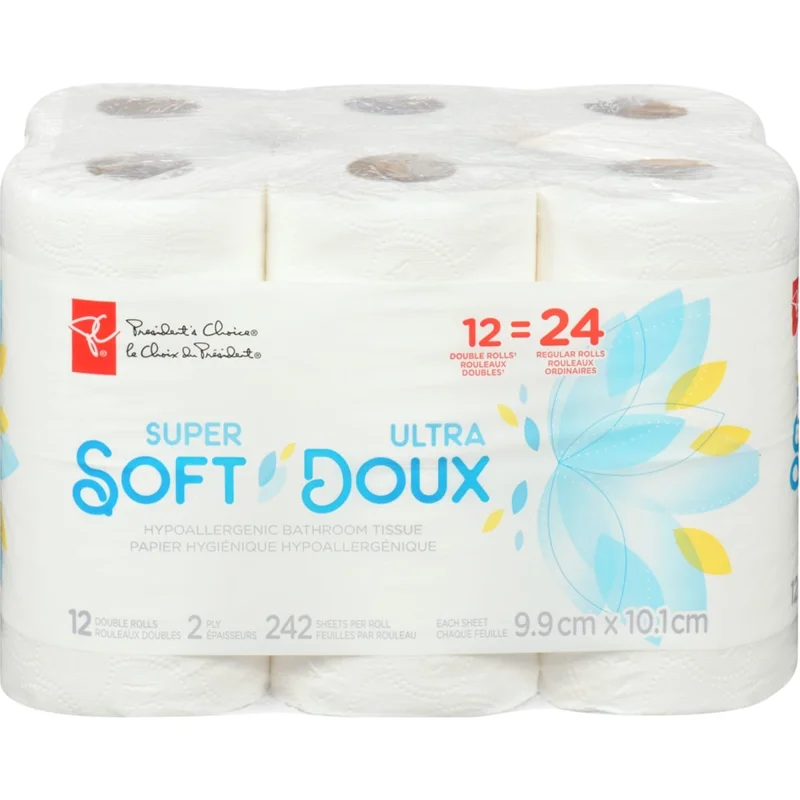 President's Choice®
le Choix du Président®
12 = 24
DOUBLE ROLLS¹
ROULEAUX
DOUBLES¹
REGULAR ROLLS
ROULEAUX
ORDINAIRES
SUPER
SOFT
ULTRA
DOUX
HYPOALLERGENIC BATHROOM TISSUE
PAPIER HYGIÉNIQUE HYPOALLERGÉNIQUE
12 DOUBLE ROLLS
ROULEAUX DOUBLES
2 PLY
ÉPAISSEURS
242 SHEETS PER ROLL
FEUILLES PAR ROULEAU
EACH SHEET
CHAQUE FEUILLE
9.9 cm x 10.1 cm